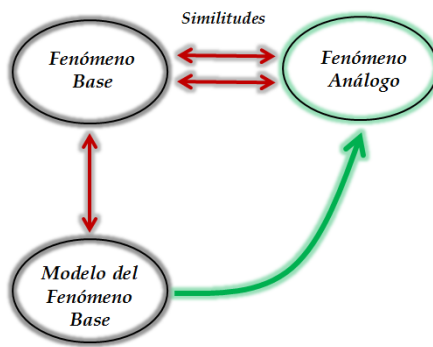 Similitudes
Fenómeno
Base
Fenómeno
Análogo
Modelo del
Fenómeno
Base